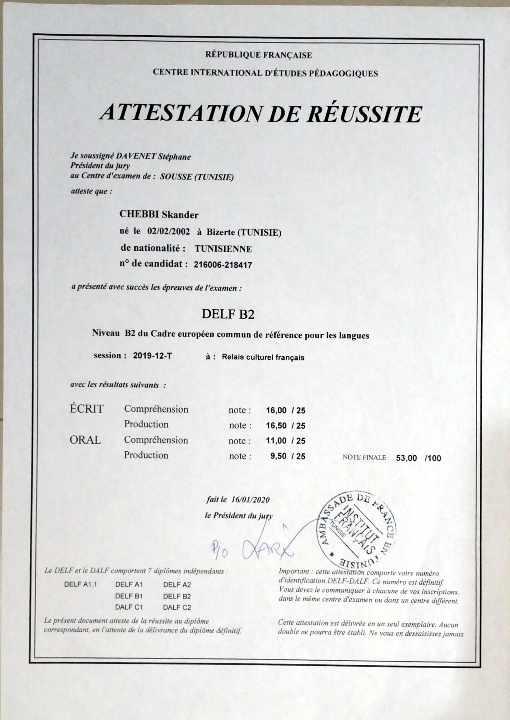 RÉPUBLIQUE FRANÇAISE
CENTRE INTERNATIONAL D'ÉTUDES PÉDAGOGIQUES
ATTESTATION DE RÉUSSITE
Je soussigné DAVENET Stéphane
Président du jury
au Centre d'examen de : SOUSSE (TUNISIE)
atteste que :
CHEBBI Skander
né le 02/02/2002 à Bizerte (TUNISIE)
de nationalité : TUNISIENNE
n° de candidat : 216006-218417
a présenté avec succès les épreuves de l'examen :
DELF B2
Niveau B2 du Cadre européen commun de référence pour les langues
session : 2019-12-T à : Relais culturel français
avec les résultats suivants :
ÉCRIT Compréhension note : 16,00 / 25
Production note : 16,50 / 25
ORAL Compréhension note : 11,00 / 25
Production note : 9,50 / 25 NOTE FINALE 53,00 /100
fait le 16/01/2020
le Président du jury
P/o
AMBASSADE DE FRANCE EN TUNISIE
INSTITUT
FRANÇAIS
Le DELF et le DALF comportent 7 diplômes indépendants
DELF A1.1 DELF A1 DELF A2
DELF B1 DELF B2
DALF C1 DALF C2
Le présent document atteste de la réussite au diplôme
correspondant, en l'attente de la délivrance du diplôme définitif.
Important : cette attestation comporte votre numéro
d'identification DELF-DALF. Ce numéro est définitif.
Vous devez le communiquer à chacune de vos inscriptions,
dans le même centre d'examen ou dans un centre différent.
Cette attestation est délivrée en un seul exemplaire. Aucun
double ne pourra être établi. Ne vous en dessaisissez jamais